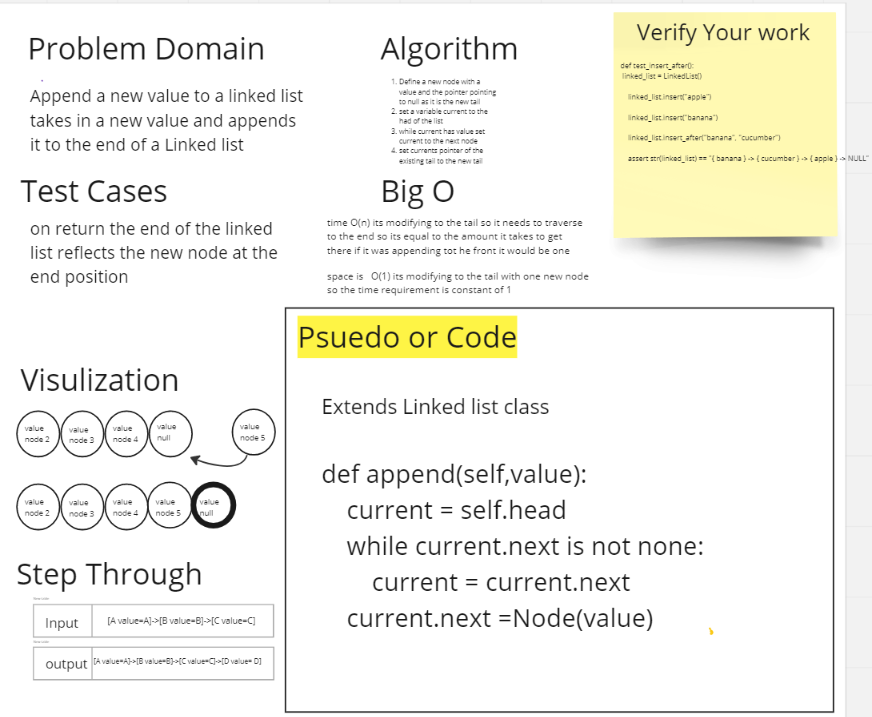 Problem Domain
Append a new value to a linked list
takes in a new value and appends
it to the end of a Linked list
Test Cases
on return the end of the linked
list reflects the new node at the
end position
Algorithm
1. Define a new node with a
value and the pointer pointing
to null as it is the new tail
2. set a variable current to the
had of the list
3. while current has value set
current to the next node
4. set currents pointer of the
existing tail to the new tail
Big O
time O(n) its modifying to the tail so it needs to traverse
to the end so its equal to the amount it takes to get
there if it was appending tot he front it would be one
space is O(1) its modifying to the tail with one new node
so the time requirement is constant of 1
Verify Your work
def test_insert_after():
linked_list = LinkedList()
linked_list.insert("apple")
linked_list.insert("banana")
linked_list.insert_after("banana", "cucumber")
assert str(linked_list) == "{ banana } -> { cucumber } -> { apple } -> NULL"
Visulization
value
node 2
value
node 3
value
node 4
value
null
value
node 5
value
node 2
value
node 3
value
node 4
value
node 5
value
null
Step Through
Input
[A value=A]->[B value=B]->[C value=C]
output
[A value=A]->[B value=B]->[C value=C]->[D value= D]
Psuedo or Code
Extends Linked list class
def append(self,value):
current = self.head
while current.next is not none:
current = current.next
current.next =Node(value)